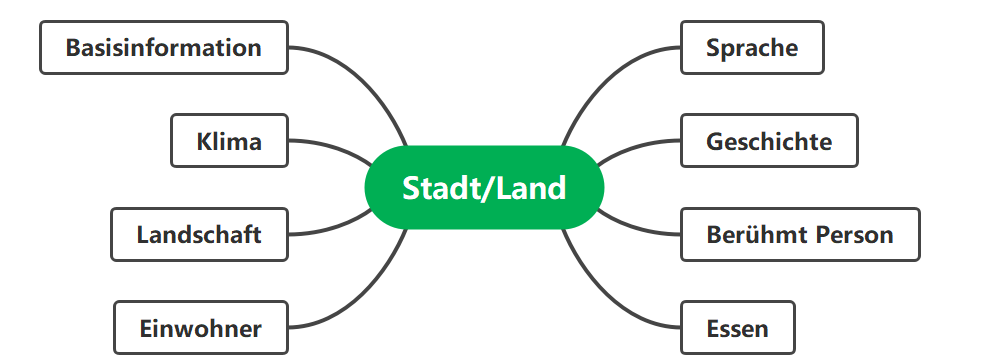 Basisinformation
Klima
Landschaft
Einwohner
Stadt/Land
Sprache
Geschichte
Berühmt Person
Essen